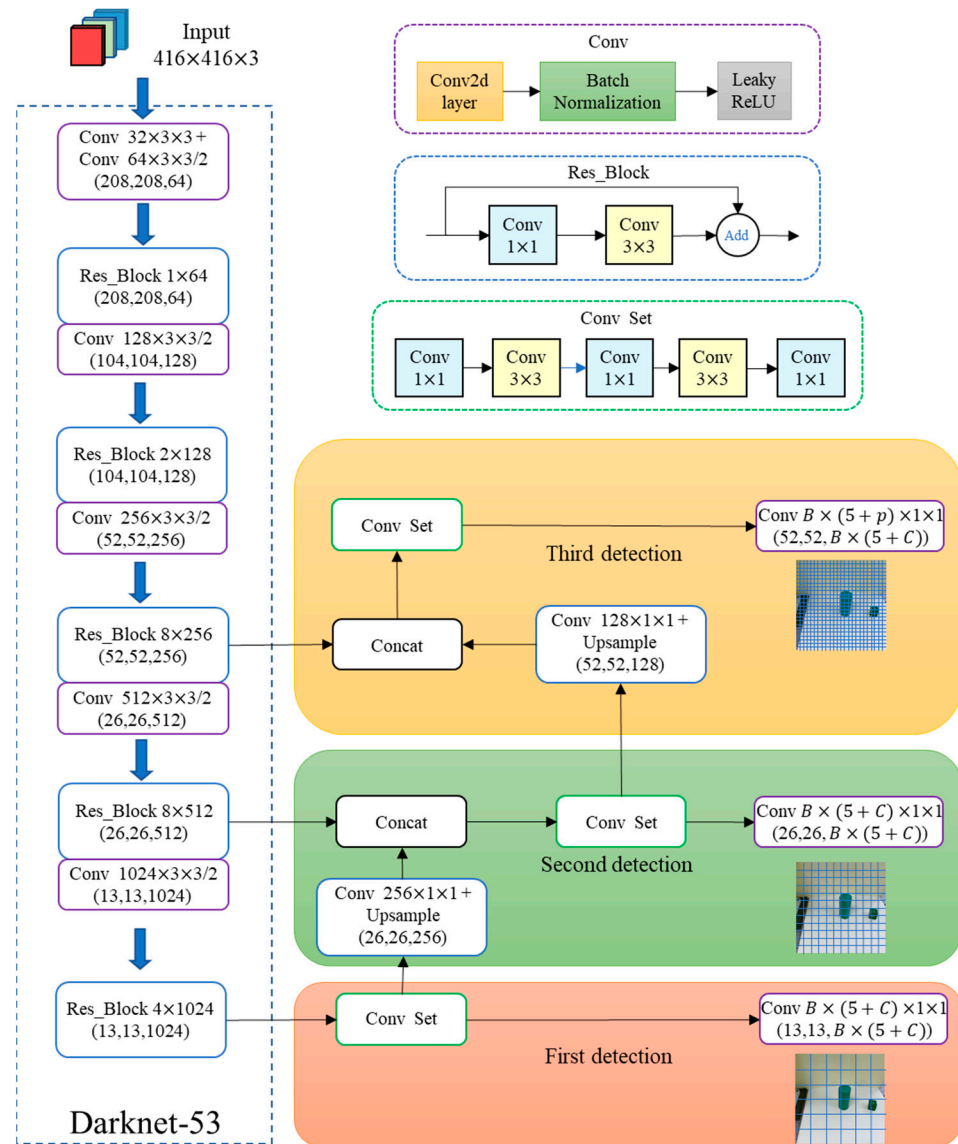 Input
416×416×3
Conv 32×3×3 +
Conv 64×3×3/2
(208,208,64)
Res_Block 1×64
(208,208,64)
Conv 128×3×3/2
(104,104,128)
Res_Block 2×128
(104,104,128)
Conv 256×3×3/2
(52,52,256)
Res_Block 8×256
(52,52,256)
Conv 512×3×3/2
(26,26,512)
Res_Block 8×512
(26,26,512)
Conv 1024×3×3/2
(13,13,1024)
Res_Block 4×1024
(13,13,1024)
Darknet-53
Conv
Conv2d
layer
Batch
Normalization
Leaky
ReLU
Res_Block
Conv
1×1
Conv
3×3
Add
Conv Set
Conv
1×1
Conv
3×3
Conv
1×1
Conv
3×3
Conv
1×1
Conv Set
Conv B × (5 + p) ×1×1
(52,52, B × (5 + C))
Third detection
Concat
Conv 128×1×1 +
Upsample
(52,52,128)
Concat
Conv Set
Conv B × (5 + C) ×1×1
(26,26, B × (5 + C))
Second detection
Conv 256×1×1 +
Upsample
(26,26,256)
Conv Set
Conv B × (5 + C) ×1×1
(13,13, B × (5 + C))
First detection